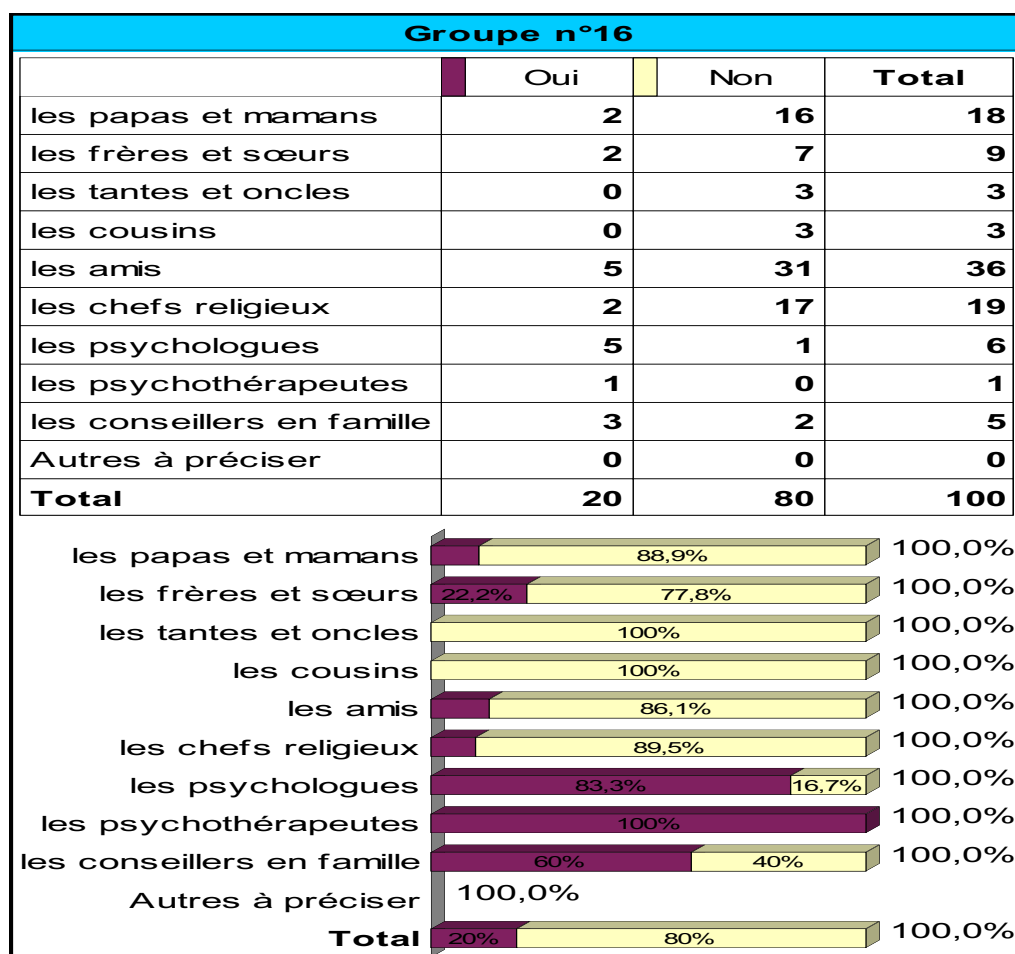 Groupe n°16
Oui Non Total
les papas et mamans 2 16 18
les frères et sœurs 2 7 9
les tantes et oncles 0 3 3
les cousins 0 3 3
les amis 5 31 36
les chefs religieux 2 17 19
les psychologues 5 1 6
les psychothérapeutes 1 0 1
les conseillers en famille 3 2 5
Autres à préciser 0 0 0
Total 20 80 100
les papas et mamans 88,9% 100,0%
les frères et sœurs 22,2% 77,8% 100,0%
les tantes et oncles 100% 100,0%
les cousins 100% 100,0%
les amis 86,1% 100,0%
les chefs religieux 89,5% 100,0%
les psychologues 83,3% 16,7% 100,0%
les psychothérapeutes 100% 100,0%
les conseillers en famille 60% 40% 100,0%
Autres à préciser 100,0%
Total 20% 80% 100,0%